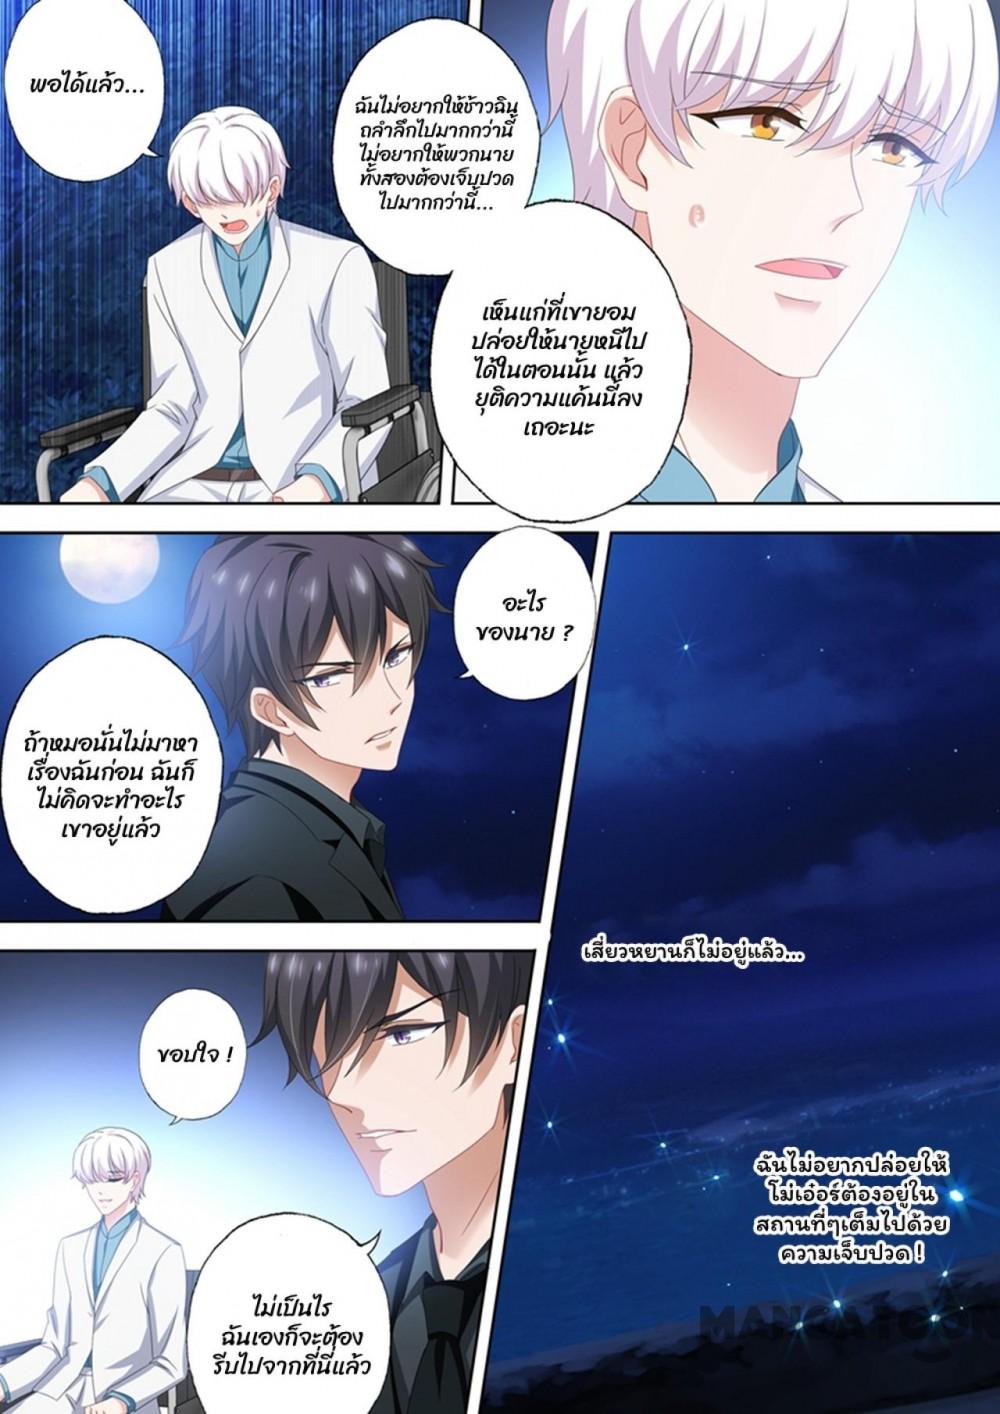 พอได้แล้ว...
ฉันไม่อยากให้ช้าวฉิน
ถลำลึกไปมากกว่านี้
ไม่อยากให้พวกนาย
ทั้งสองต้องเจ็บปวด
ไปมากกว่านี้...
เห็นแก่ที่เขายอม
ปล่อยให้นายหนีไป
ได้ในตอนนั้น แล้ว
ยุติความแค้นนี้ลง
เถอะนะ
อะไร
ของนาย ?
ถ้าหมอนั่นไม่มาหา
เรื่องฉันก่อน ฉันก็
ไม่คิดจะทำอะไร
เขาอยู่แล้ว
เสี่ยวหยานก็ไม่อยู่แล้ว...
ขอบใจ !
ไม่เป็นไร
ฉันเองก็จะต้อง
รีบไปจากที่นี่แล้ว
ฉันไม่อยากปล่อยให้
โม่เอ๋อร์ต้องอยู่ใน
สถานที่ๆเต็มไปด้วย
ความเจ็บปวด !
MANGATOON